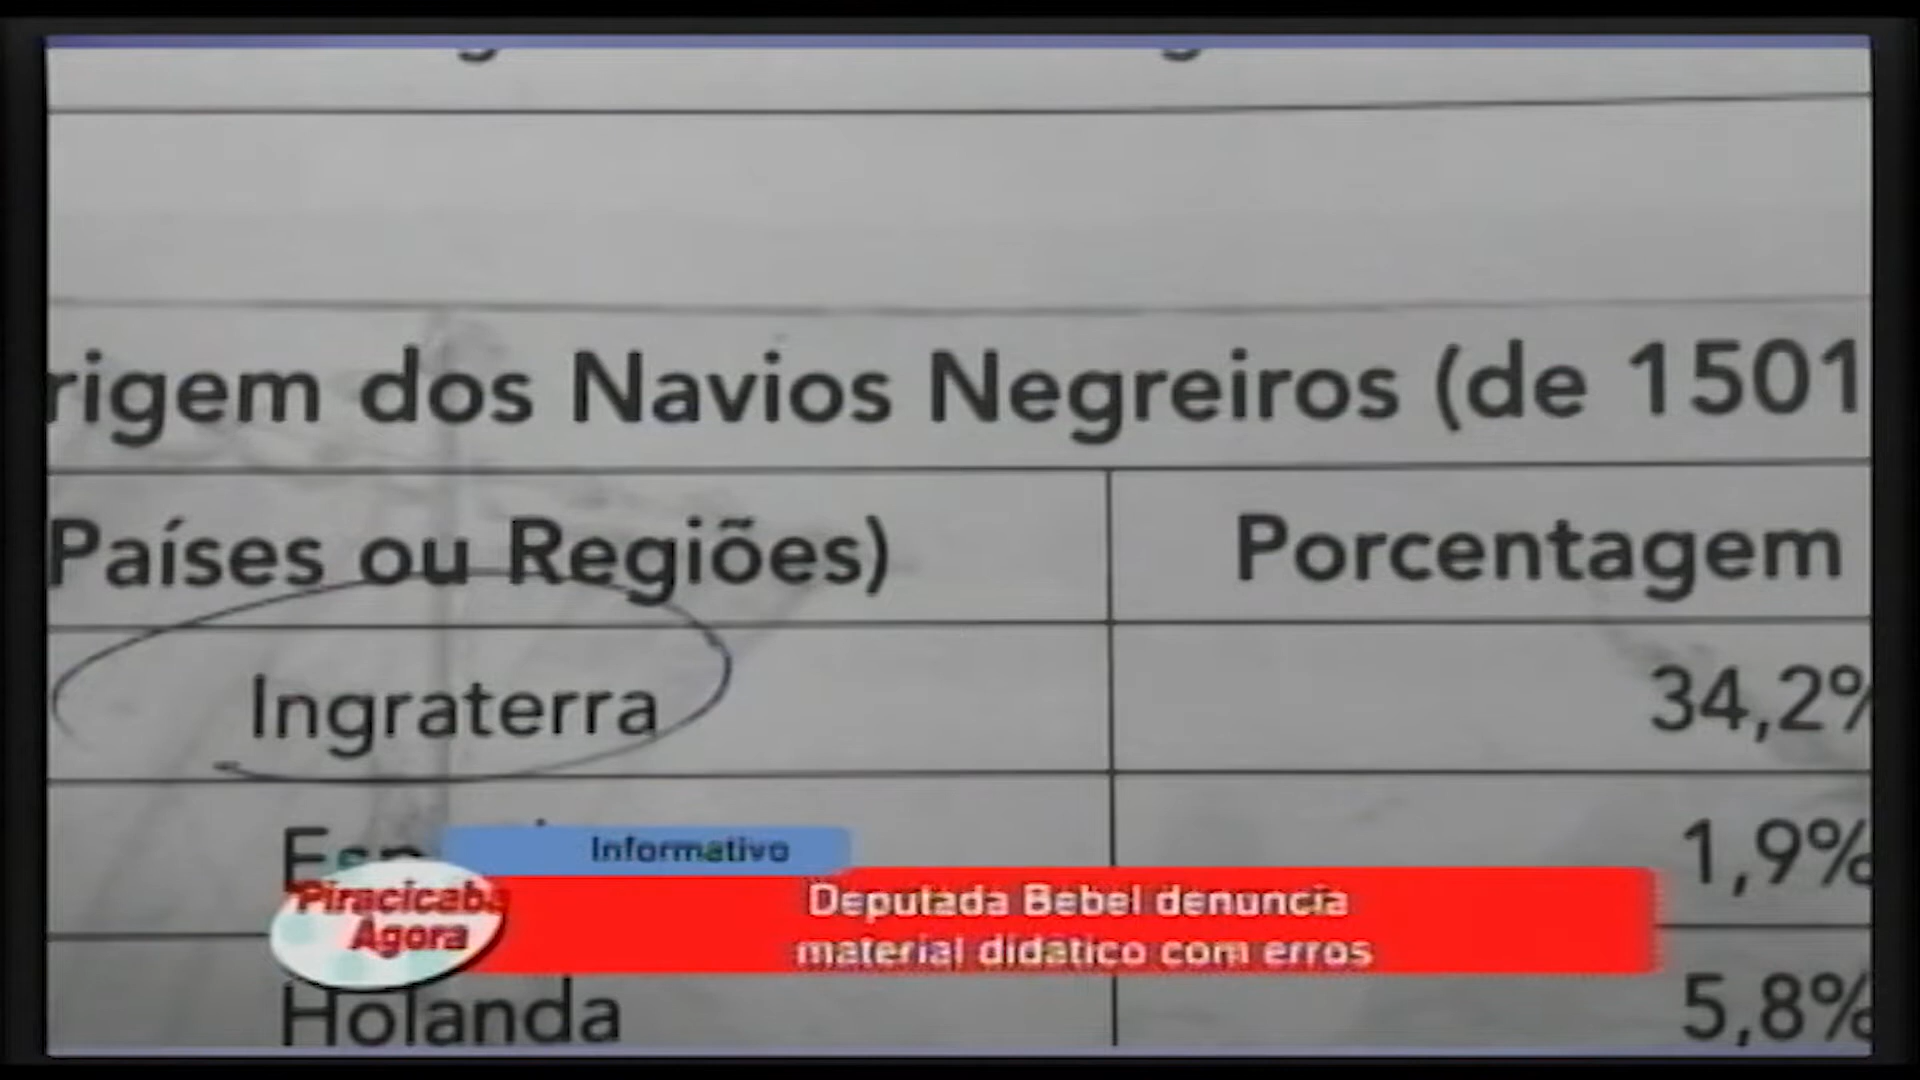 rigem dos Navios Negreiros (de 1501
Países ou Regiões)
Porcentagem
Ingraterra
34,2%
1,9%
Informativo
Piracicaba
Agora
Deputada Bebel denuncia
material didático com erros
Holanda
5,8%